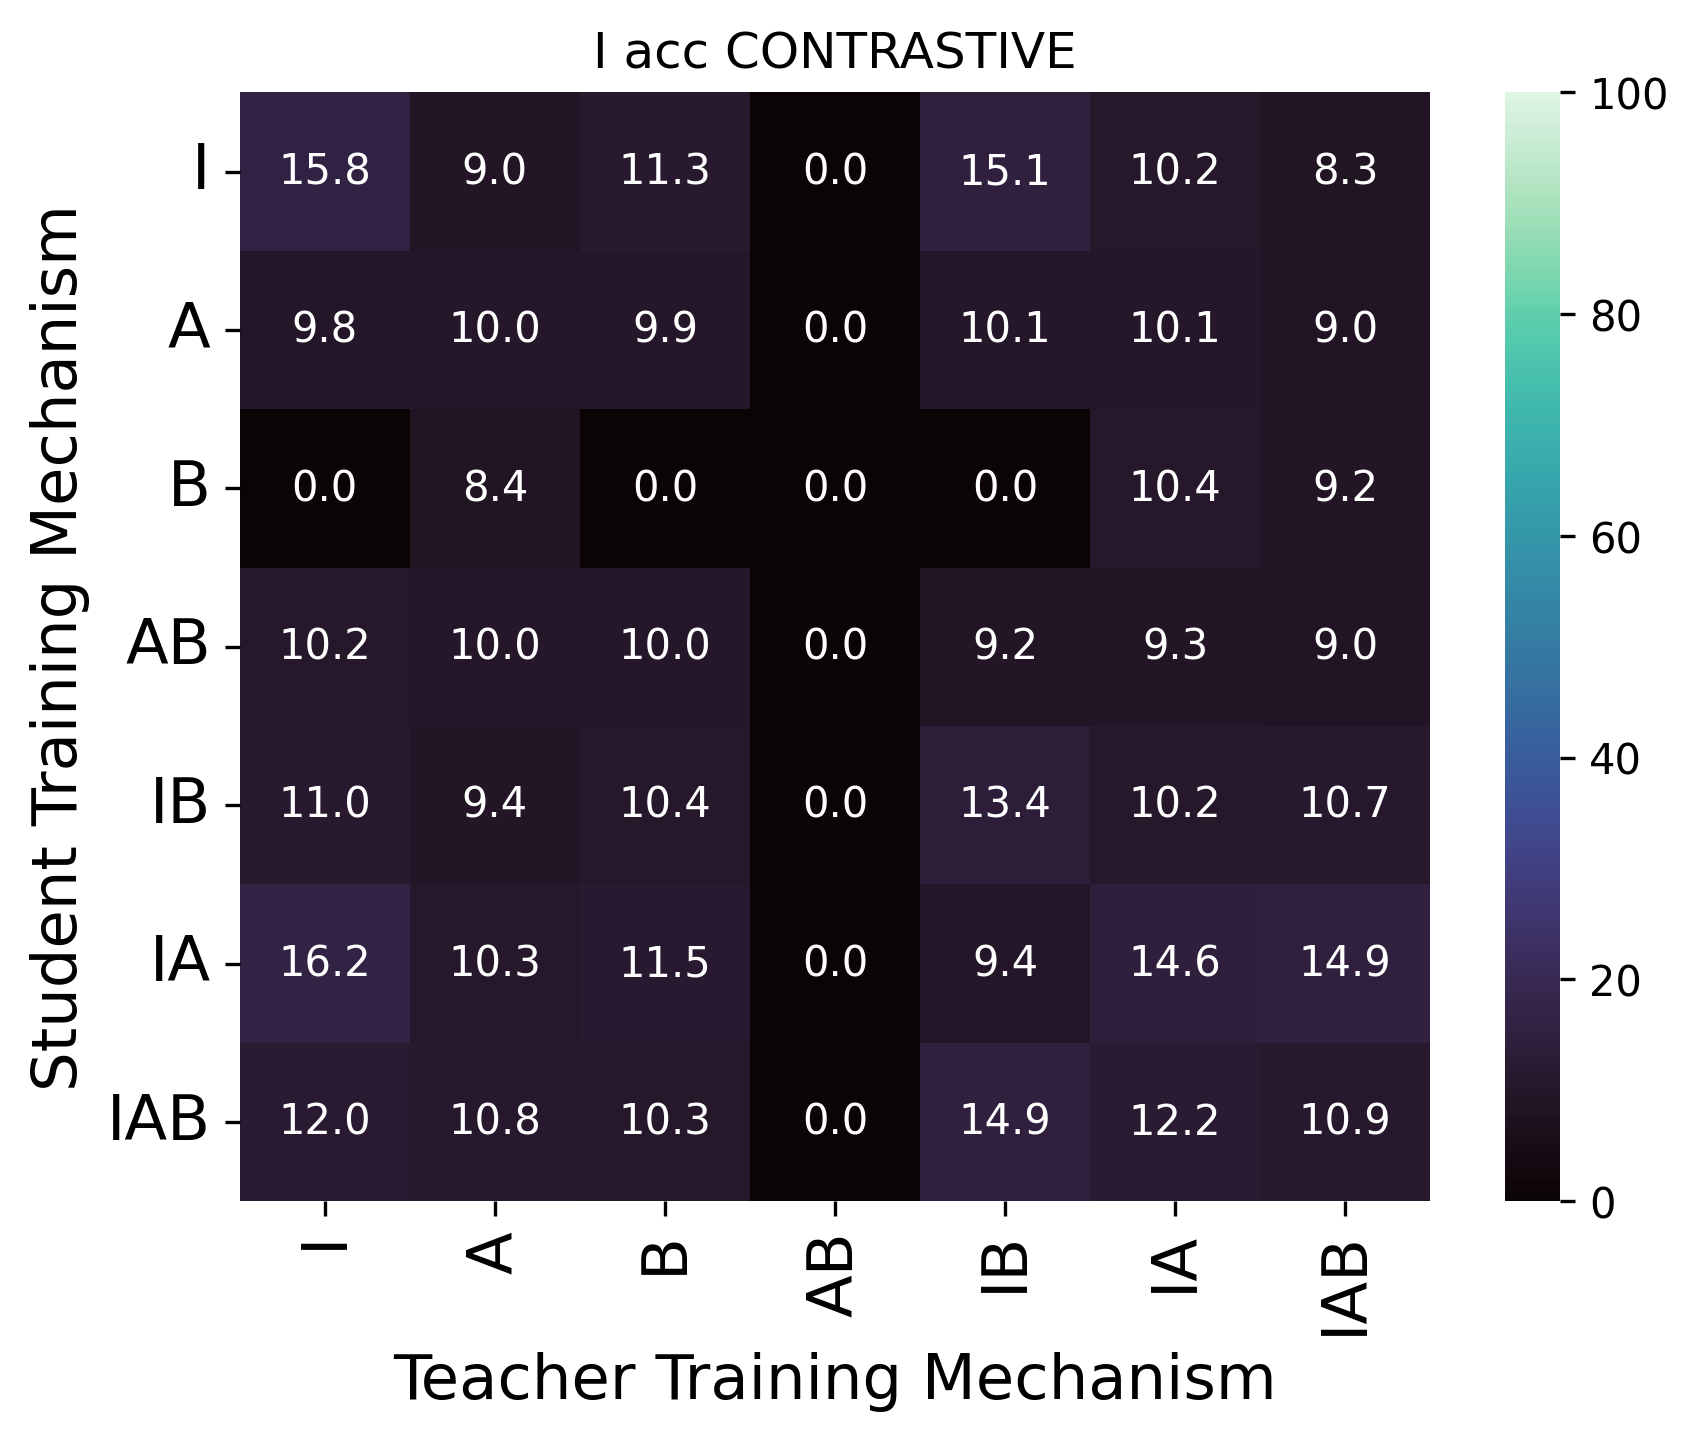 I acc CONTRASTIVE
Student Training Mechanism
I 15.8 9.0 11.3 0.0 15.1 10.2 8.3
A 9.8 10.0 9.9 0.0 10.1 10.1 9.0
B 0.0 8.4 0.0 0.0 0.0 10.4 9.2
AB 10.2 10.0 10.0 0.0 9.2 9.3 9.0
IB 11.0 9.4 10.4 0.0 13.4 10.2 10.7
IA 16.2 10.3 11.5 0.0 9.4 14.6 14.9
IAB 12.0 10.8 10.3 0.0 14.9 12.2 10.9
I A B AB IB IA IAB
Teacher Training Mechanism
100
80
60
40
20
0